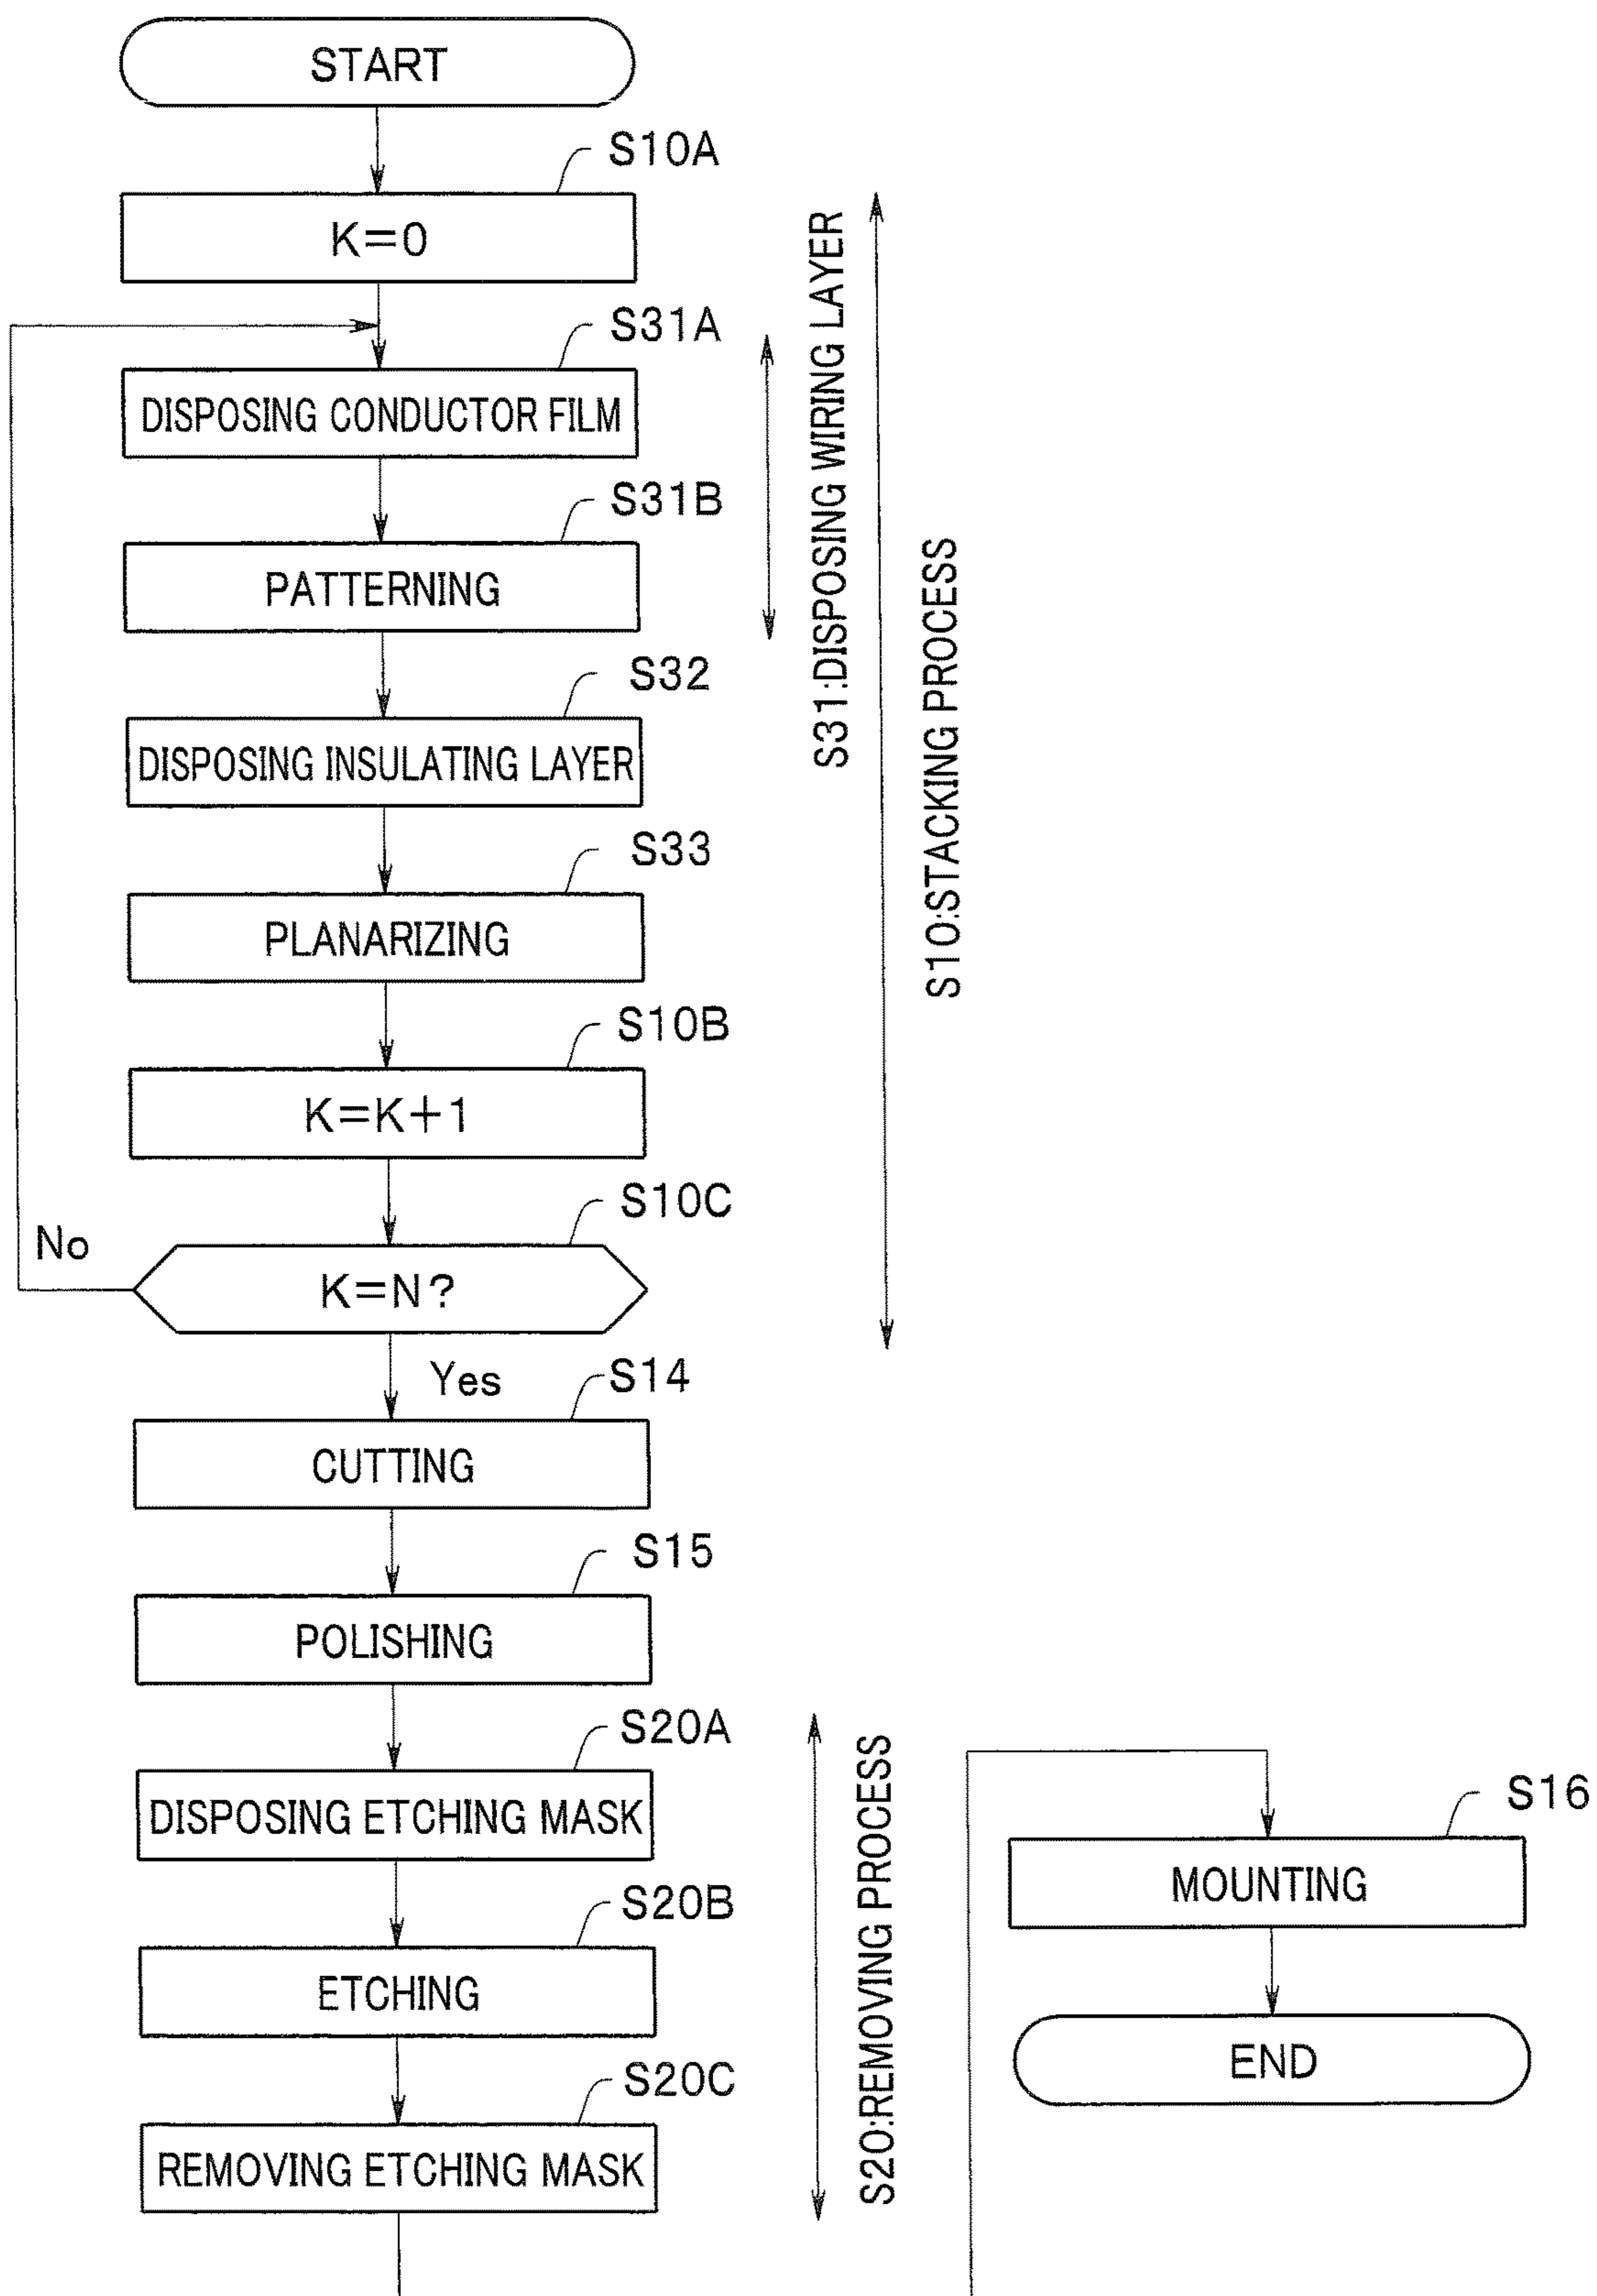 START
S10A
K=0
S31A
DISPOSING CONDUCTOR FILM
S31B
PATTERNING
S32
DISPOSING INSULATING LAYER
S33
PLANARIZING
S10B
K=K+1
S10C
No
K=N?
Yes
S14
CUTTING
S15
POLISHING
S20A
DISPOSING ETCHING MASK
S20B
ETCHING
S20C
REMOVING ETCHING MASK
S31:DISPOSING WIRING LAYER
S10:STACKING PROCESS
S20:REMOVING PROCESS
S16
MOUNTING
END